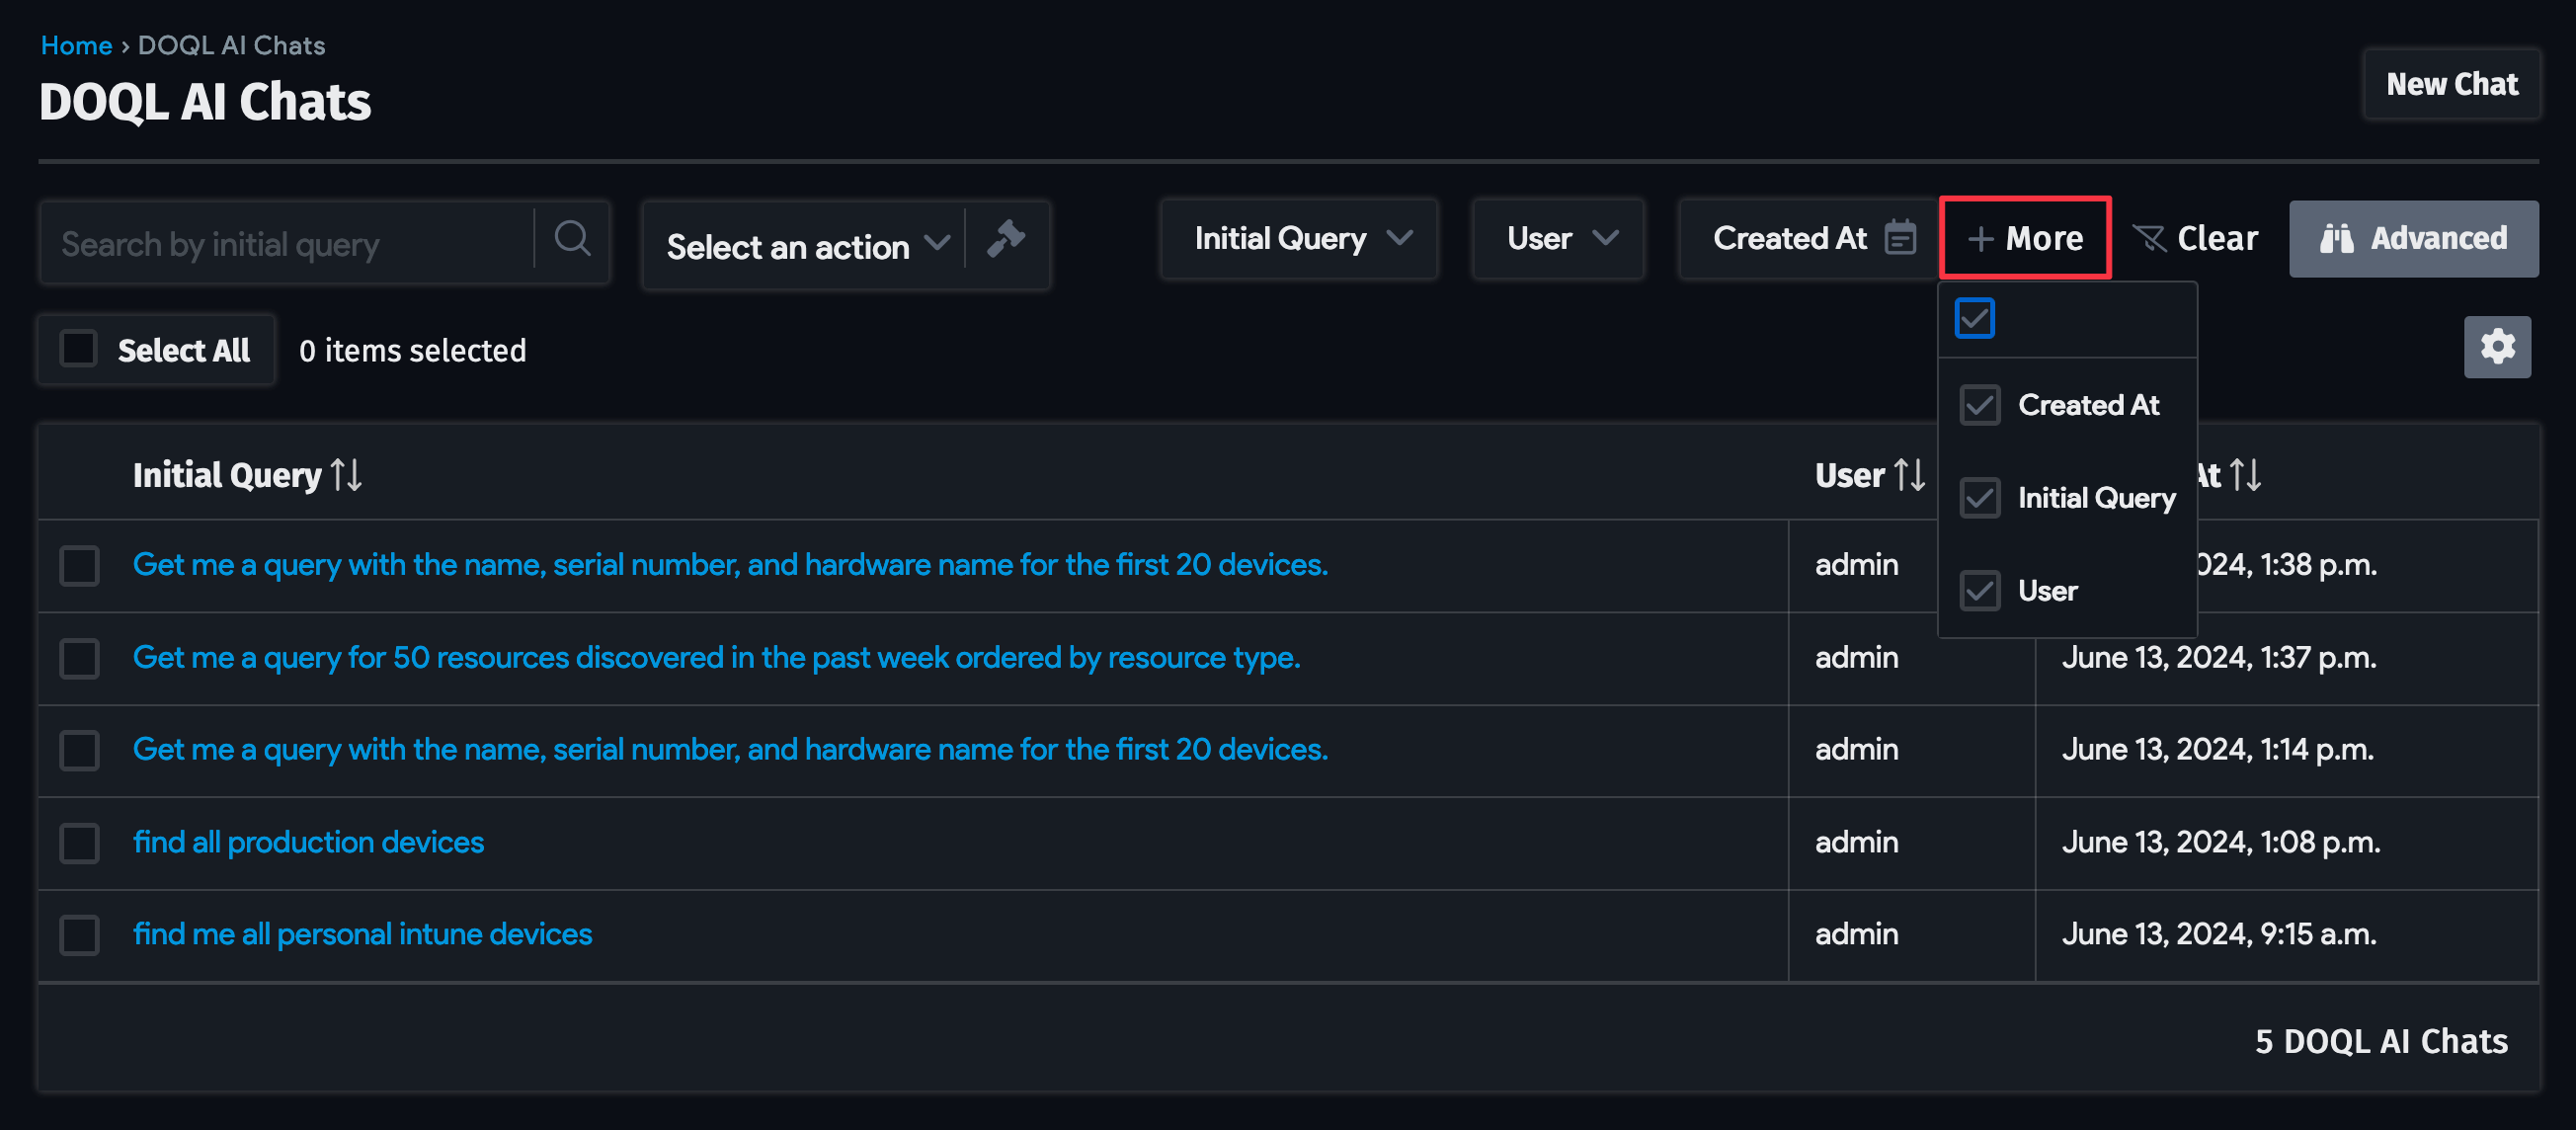 Home › DOQL AI Chats
DOQL AI Chats
New Chat
Search by initial query
Select an action
Initial Query
User
Created At
+ More
Clear
Advanced
Select All
0 items selected
Created At
Initial Query
User
Initial Query
User
At
Get me a query with the name, serial number, and hardware name for the first 20 devices.
admin
024, 1:38 p.m.
Get me a query for 50 resources discovered in the past week ordered by resource type.
admin
June 13, 2024, 1:37 p.m.
Get me a query with the name, serial number, and hardware name for the first 20 devices.
admin
June 13, 2024, 1:14 p.m.
find all production devices
admin
June 13, 2024, 1:08 p.m.
find me all personal intune devices
admin
June 13, 2024, 9:15 a.m.
5 DOQL AI Chats